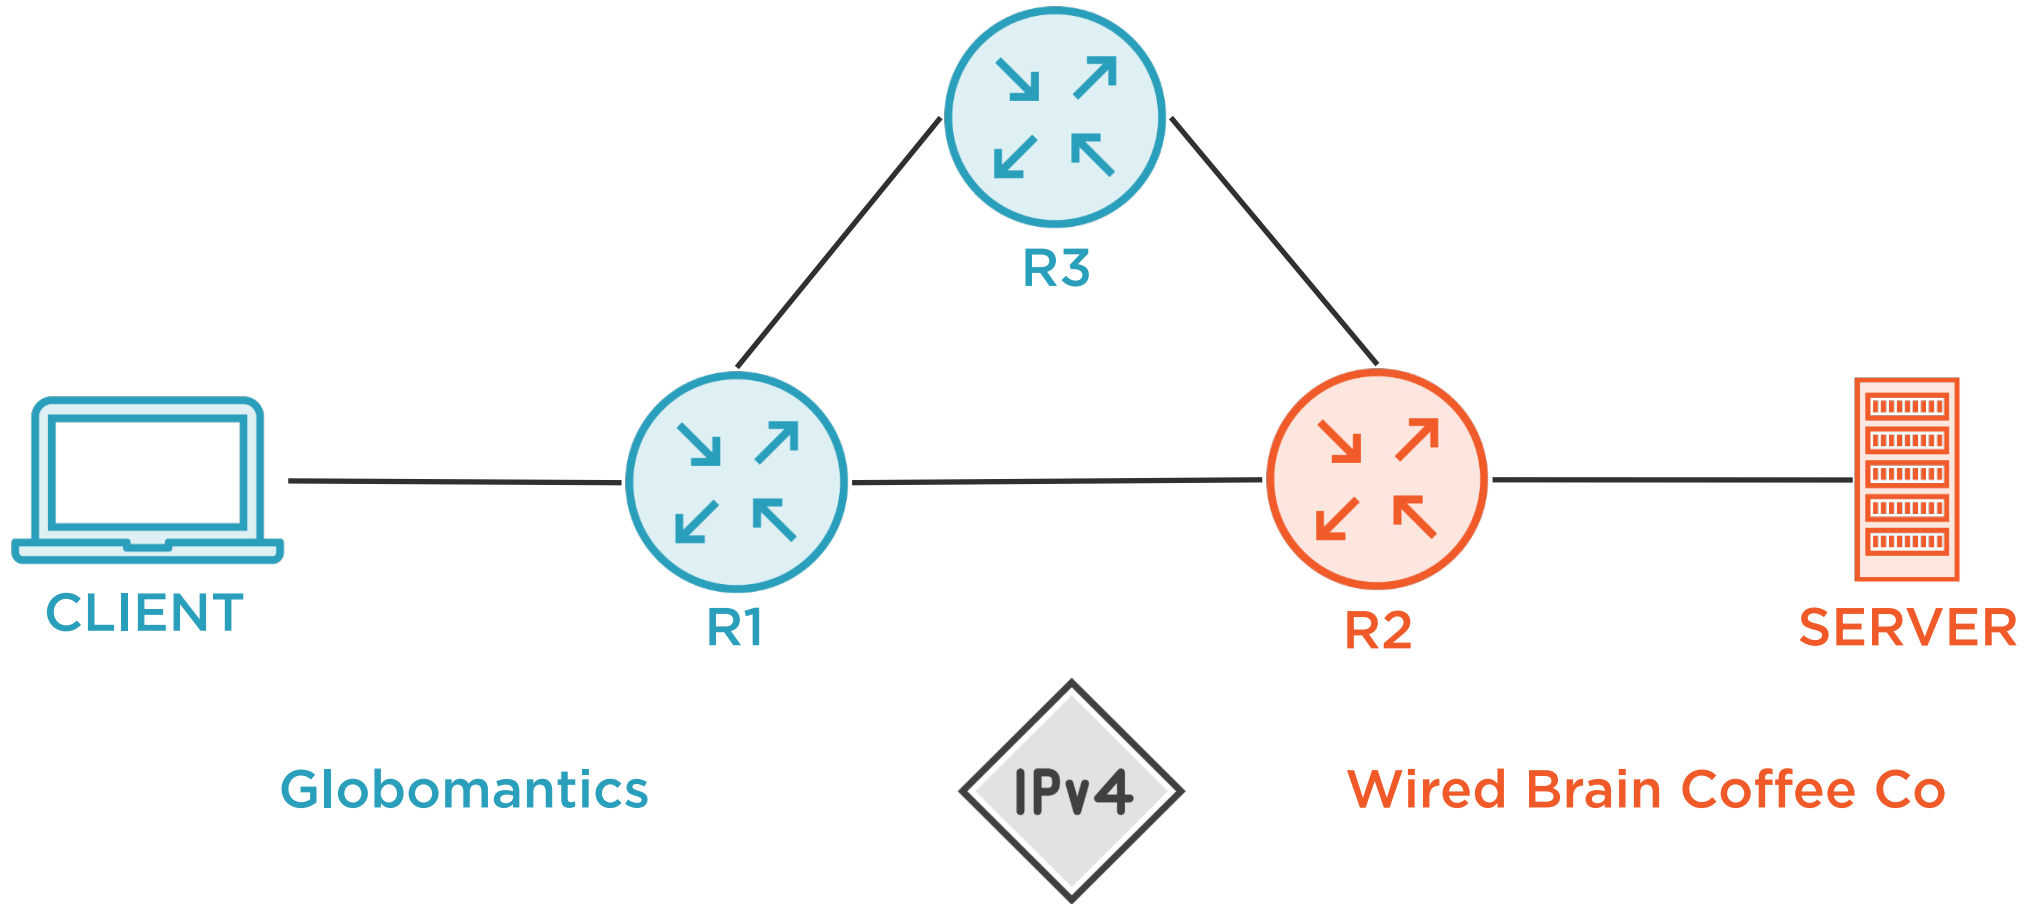 R3
CLIENT
R1
R2
SERVER
Globomantics
IPv4
Wired Brain Coffee Co